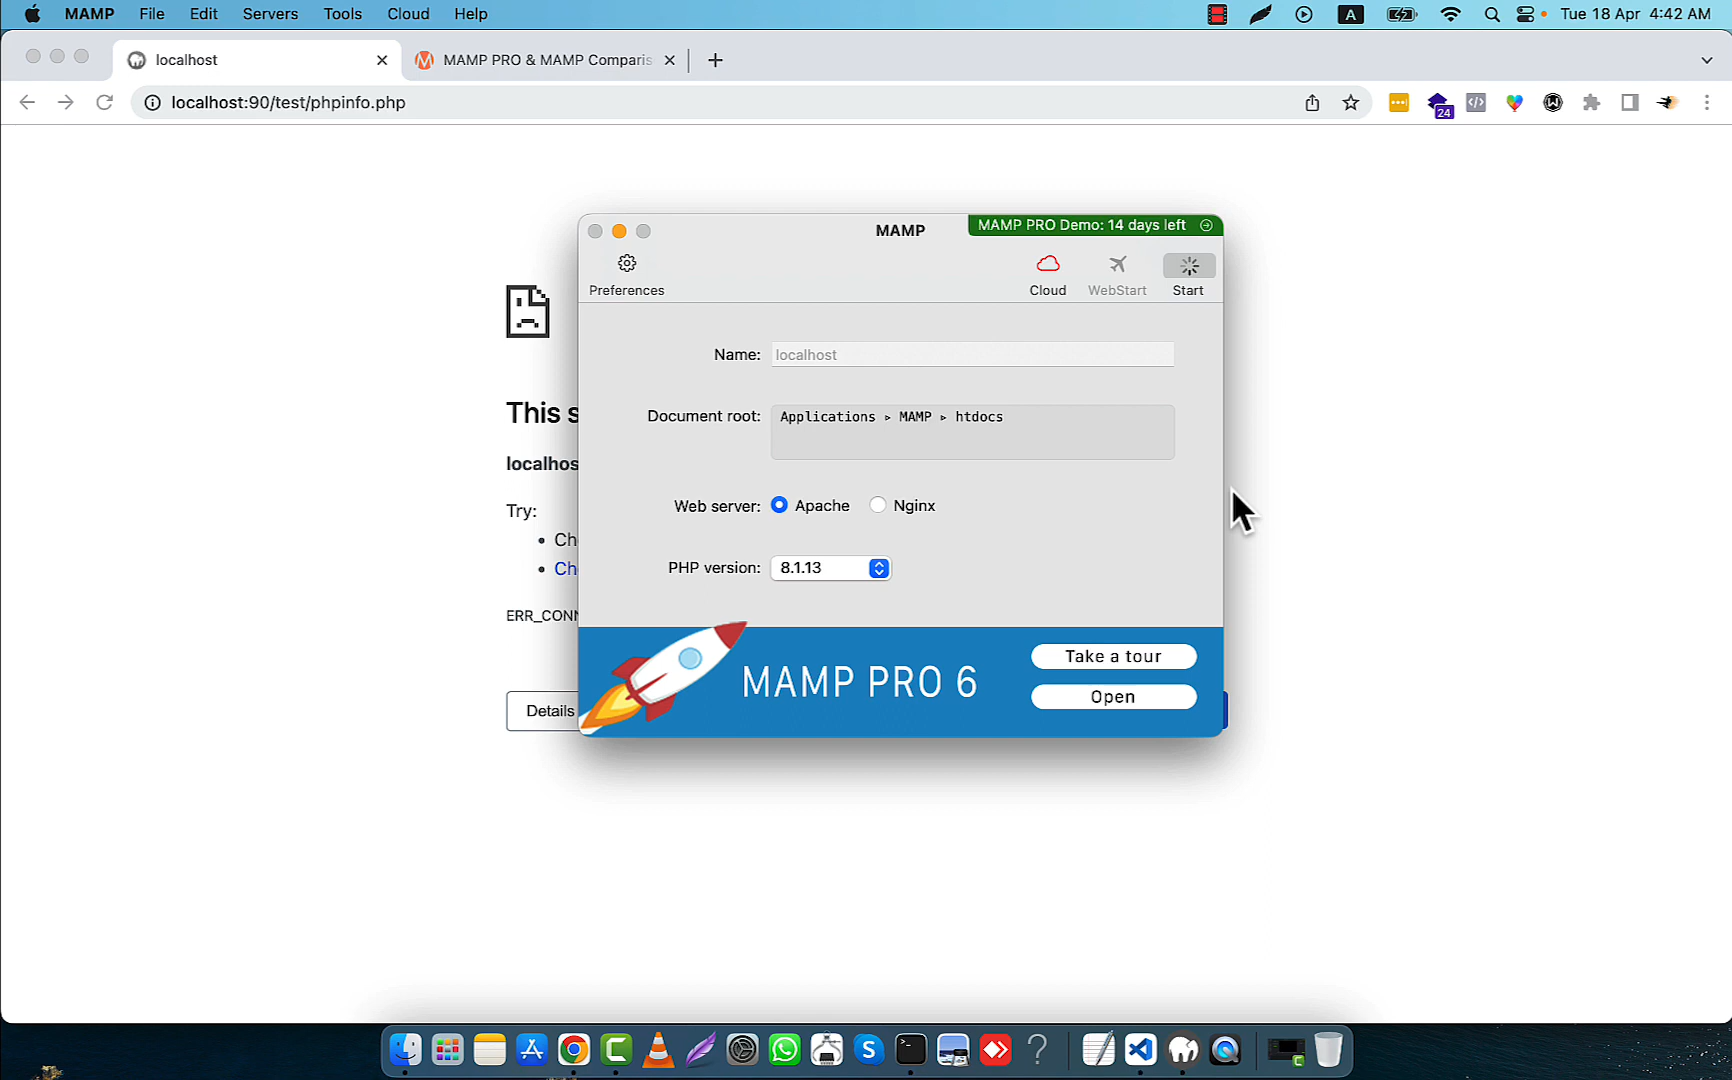 MAMP File Edit Servers Tools Cloud Help A Tue 18 Apr 4:42 AM
localhost MAMP PRO & MAMP Comparis
localhost:90/test/phpinfo.php 24
MAMP PRO Demo: 14 days left
MAMP
Preferences Cloud WebStart Start
Name: localhost
Document root: Applications ▹ MAMP ▹ htdocs
Web server: Apache Nginx
PHP version: 8.1.13
MAMP PRO 6
Take a tour
Open
This s
localhos
Try:
• Ch
• Ch
ERR_CONN
Details